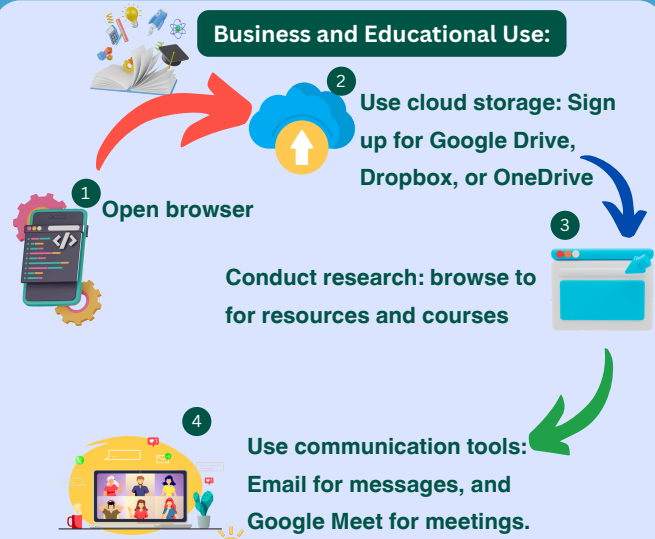 Business and Educational Use:
1
Open browser
2
Use cloud storage: Sign
up for Google Drive,
Dropbox, or OneDrive
3
Conduct research: browse to
for resources and courses
4
Use communication tools:
Email for messages, and
Google Meet for meetings.